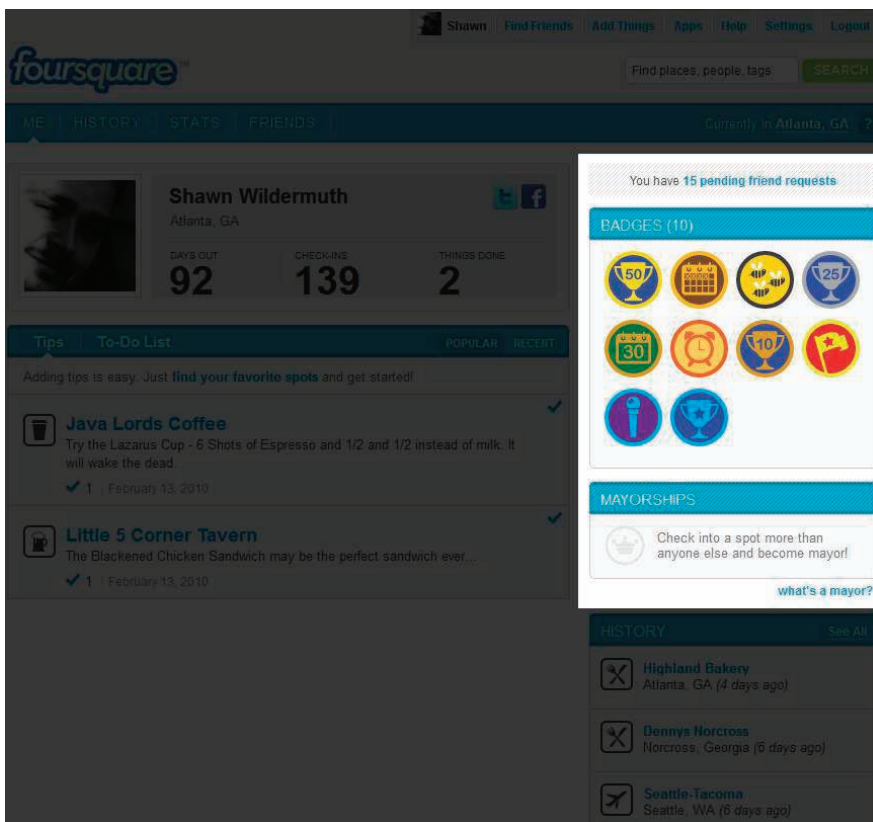 Shawn Find Friends Add Things Apps Help Settings Logout
foursquare™
Find places, people, tags SEARCH
ME HISTORY STATS FRIENDS
Currently in Atlanta, GA. ?
Shawn Wildermuth
Atlanta, GA
DAYS OUT CHECK-INS THINGS DONE
92 139 2
You have 15 pending friend requests
BADGES (10)
50 25
30 10
Tips To-Do List POPULAR RECENT
Adding tips is easy. Just find your favorite spots and get started!
Java Lords Coffee
Try the Lazarus Cup - 6 Shots of Espresso and 1/2 and 1/2 instead of milk. It
will wake the dead.
1 | February 13, 2010
Little 5 Corner Tavern
The Blackened Chicken Sandwich may be the perfect sandwich ever...
1 | February 13, 2010
MAYORSHIPS
Check into a spot more than
anyone else and become mayor!
what's a mayor?
HISTORY See All
Highland Bakery
Atlanta, GA (4 days ago)
Dennys Norcross
Norcross, Georgia (6 days ago)
Seattle-Tacoma
Seattle, WA (6 days ago)